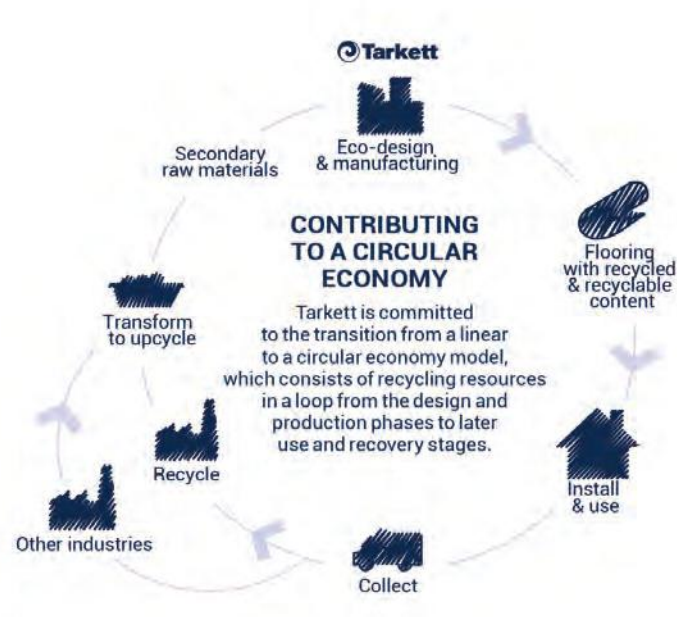 Tarkett
Eco-design
& manufacturing
Secondary
raw materials
CONTRIBUTING
TO A CIRCULAR
ECONOMY
Tarkett is committed
to the transition from a linear
to a circular economy model,
which consists of recycling resources
in a loop from the design and
production phases to later
use and recovery stages.
Flooring
with recycled
& recyclable
content
Transform
to upcycle
Recycle
Install
& use
Other industries
Collect